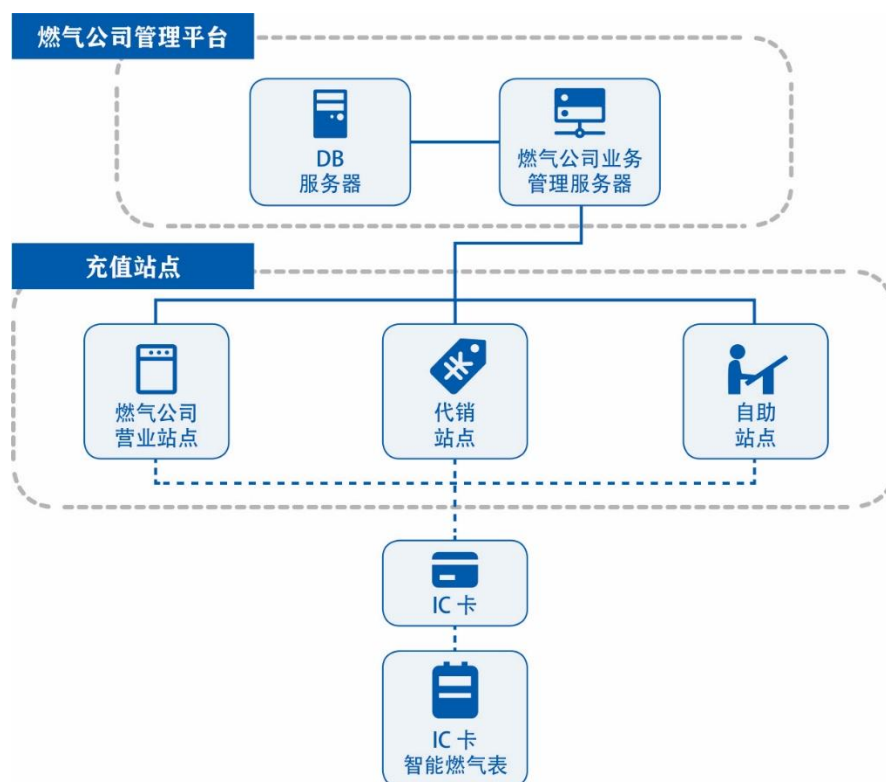 燃气公司管理平台
DB
服务器
燃气公司业务
管理服务器
充值站点
燃气公司
营业站点
代销
站点
自助
站点
IC 卡
IC 卡
智能燃气表